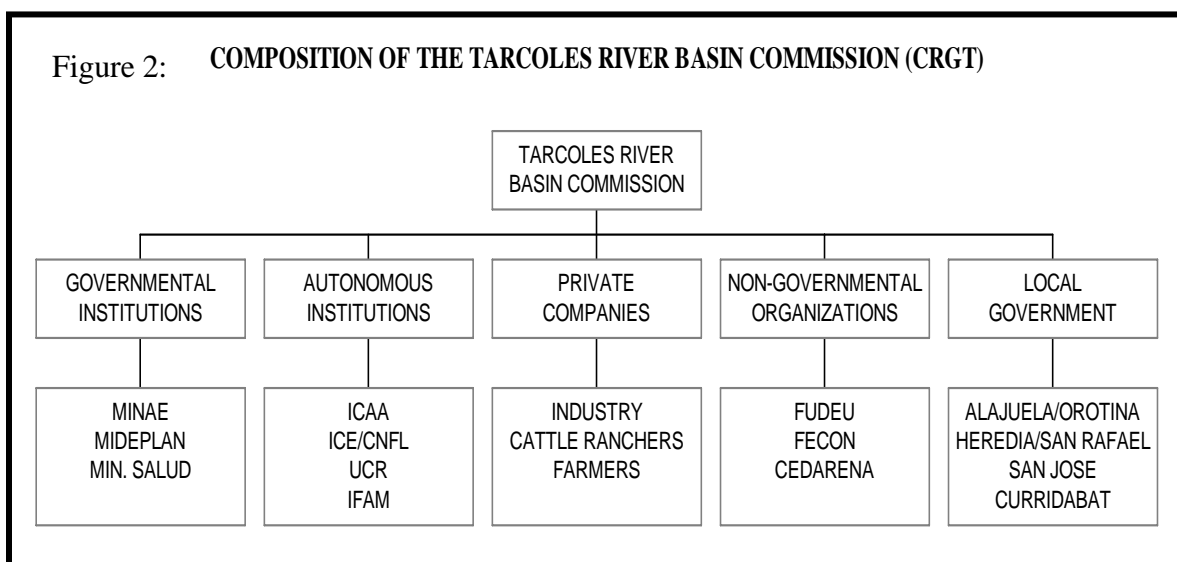 Figure 2: COMPOSITION OF THE TARCOLES RIVER BASIN COMMISSION (CRGT)
TARCOLES RIVER
BASIN COMMISSION
GOVERNMENTAL
INSTITUTIONS
AUTONOMOUS
INSTITUTIONS
PRIVATE
COMPANIES
NON-GOVERNMENTAL
ORGANIZATIONS
LOCAL
GOVERNMENT
MINAE
MIDEPLAN
MIN. SALUD
ICAA
ICE/CNFL
UCR
IFAM
INDUSTRY
CATTLE RANCHERS
FARMERS
FUDEU
FECON
CEDARENA
ALAJUELA/OROTINA
HEREDIA/SAN RAFAEL
SAN JOSE
CURRIDABAT